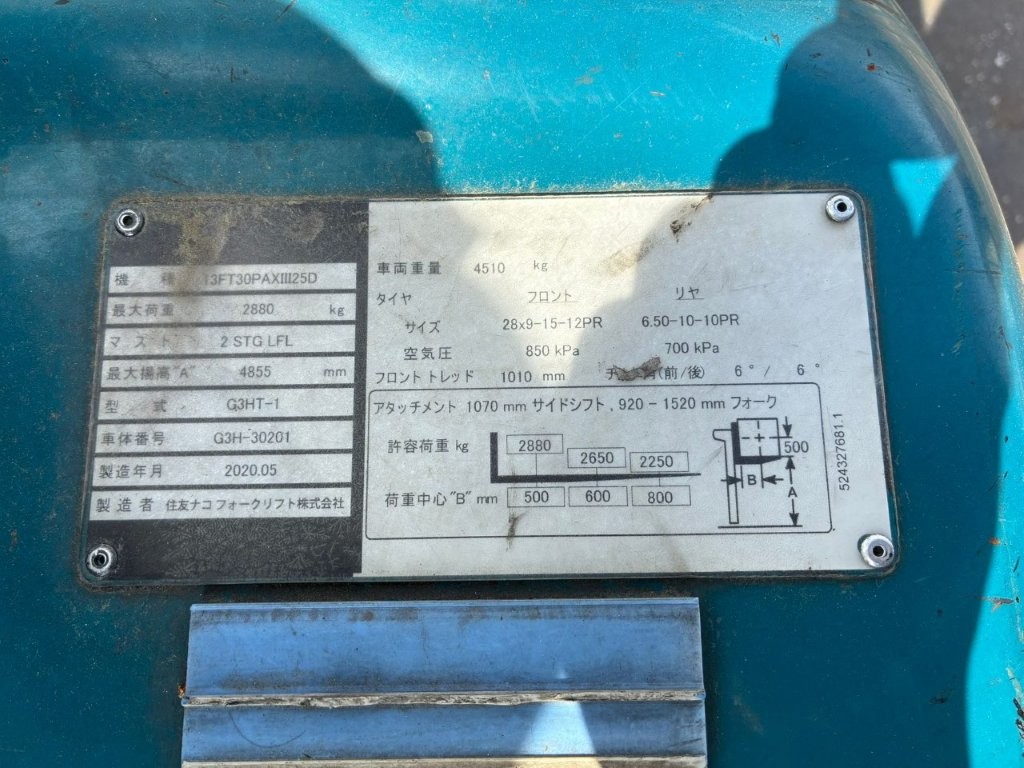 機 種 13FT30PAXIII25D
最大荷重 2880 kg
マスト 2 STG LFL
最大揚高"A" 4855 mm
型 式 G3HT-1
車体番号 G3H-30201
製造年月 2020.05
製造者 住友ナコ フォークリフト株式会社
車両重量 4510 kg
タイヤ フロント リヤ
サイズ 28x9-15-12PR 6.50-10-10PR
空気圧 850 kPa 700 kPa
フロント トレッド 1010 mm (前/後) 6° / 6°
アタッチメント 1070 mm サイドシフト , 920 - 1520 mm フォーク
許容荷重 kg 2880 2650 2250
荷重中心"B" mm 500 600 800
500
B
A
524327681.1